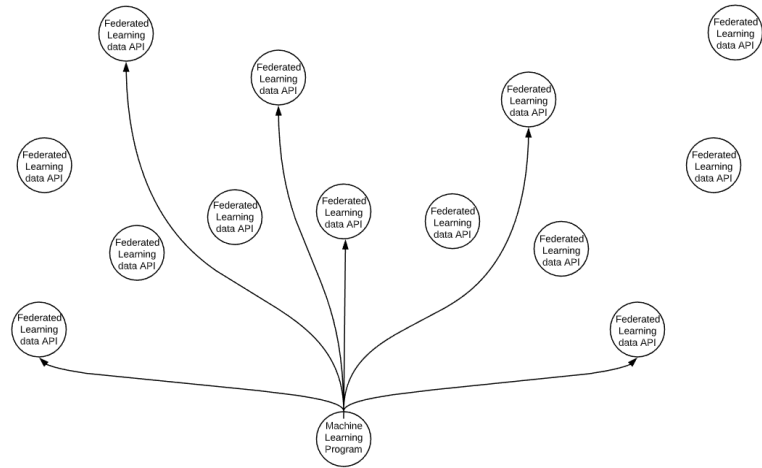 Federated
Learning
data API
Federated
Learning
data API
Federated
Learning
data API
Federated
Learning
data API
Federated
Learning
data API
Federated
Learning
data API
Federated
Learning
data API
Federated
Learning
data API
Federated
Learning
data API
Federated
Learning
data API
Federated
Learning
data API
Federated
Learning
data API
Federated
Learning
data API
Machine
Learning
Program